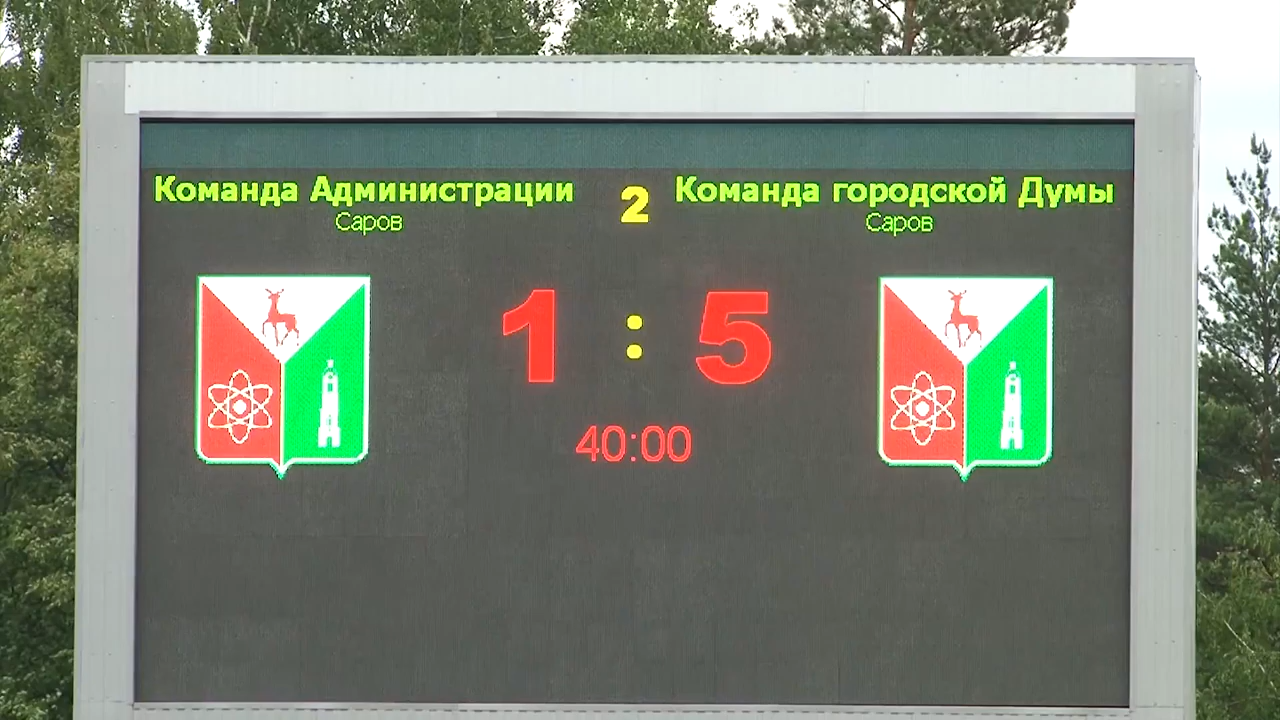 Команда Администрации
Саров
2
Команда городской Думы
Саров
1 : 5
40:00